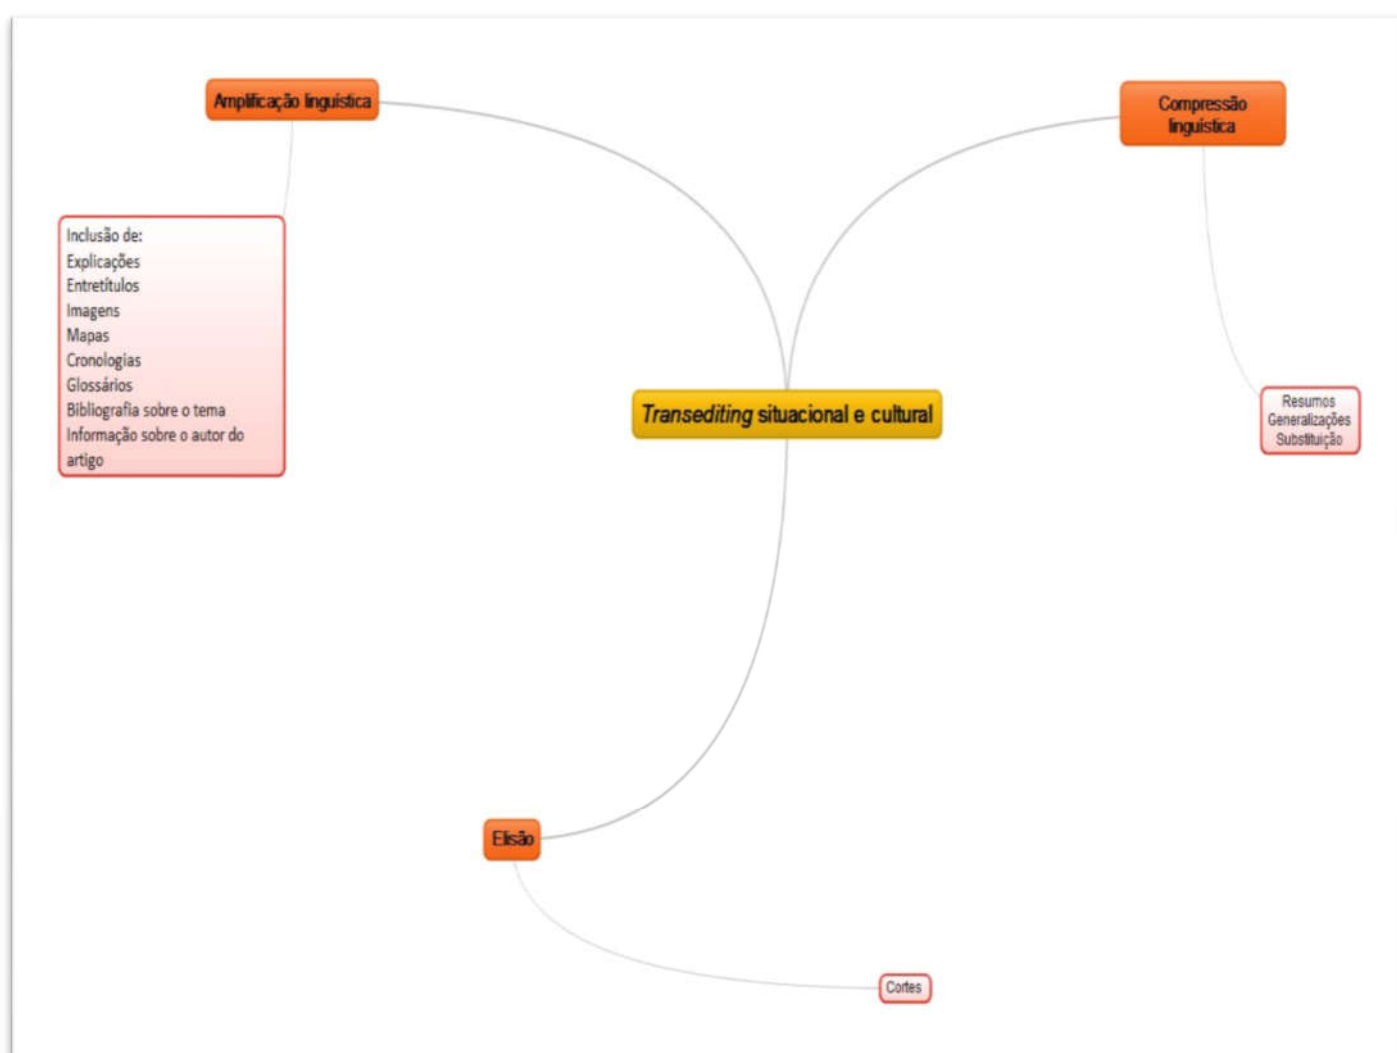 Amplificação linguística
Inclusão de:
Explicações
Entretítulos
Imagens
Mapas
Cronologias
Glossários
Bibliografia sobre o tema
Informação sobre o autor do
artigo
Compressão
linguística
Resumos
Generalizações
Substituição
Transediting situacional e cultural
Elisão
Cortes